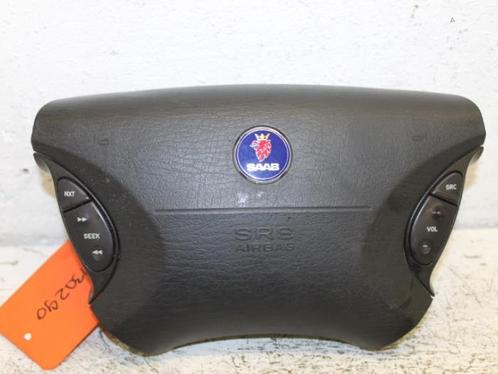 SAAB
NXT
SRC
SEEK
VOL
SRS
AIRBAG